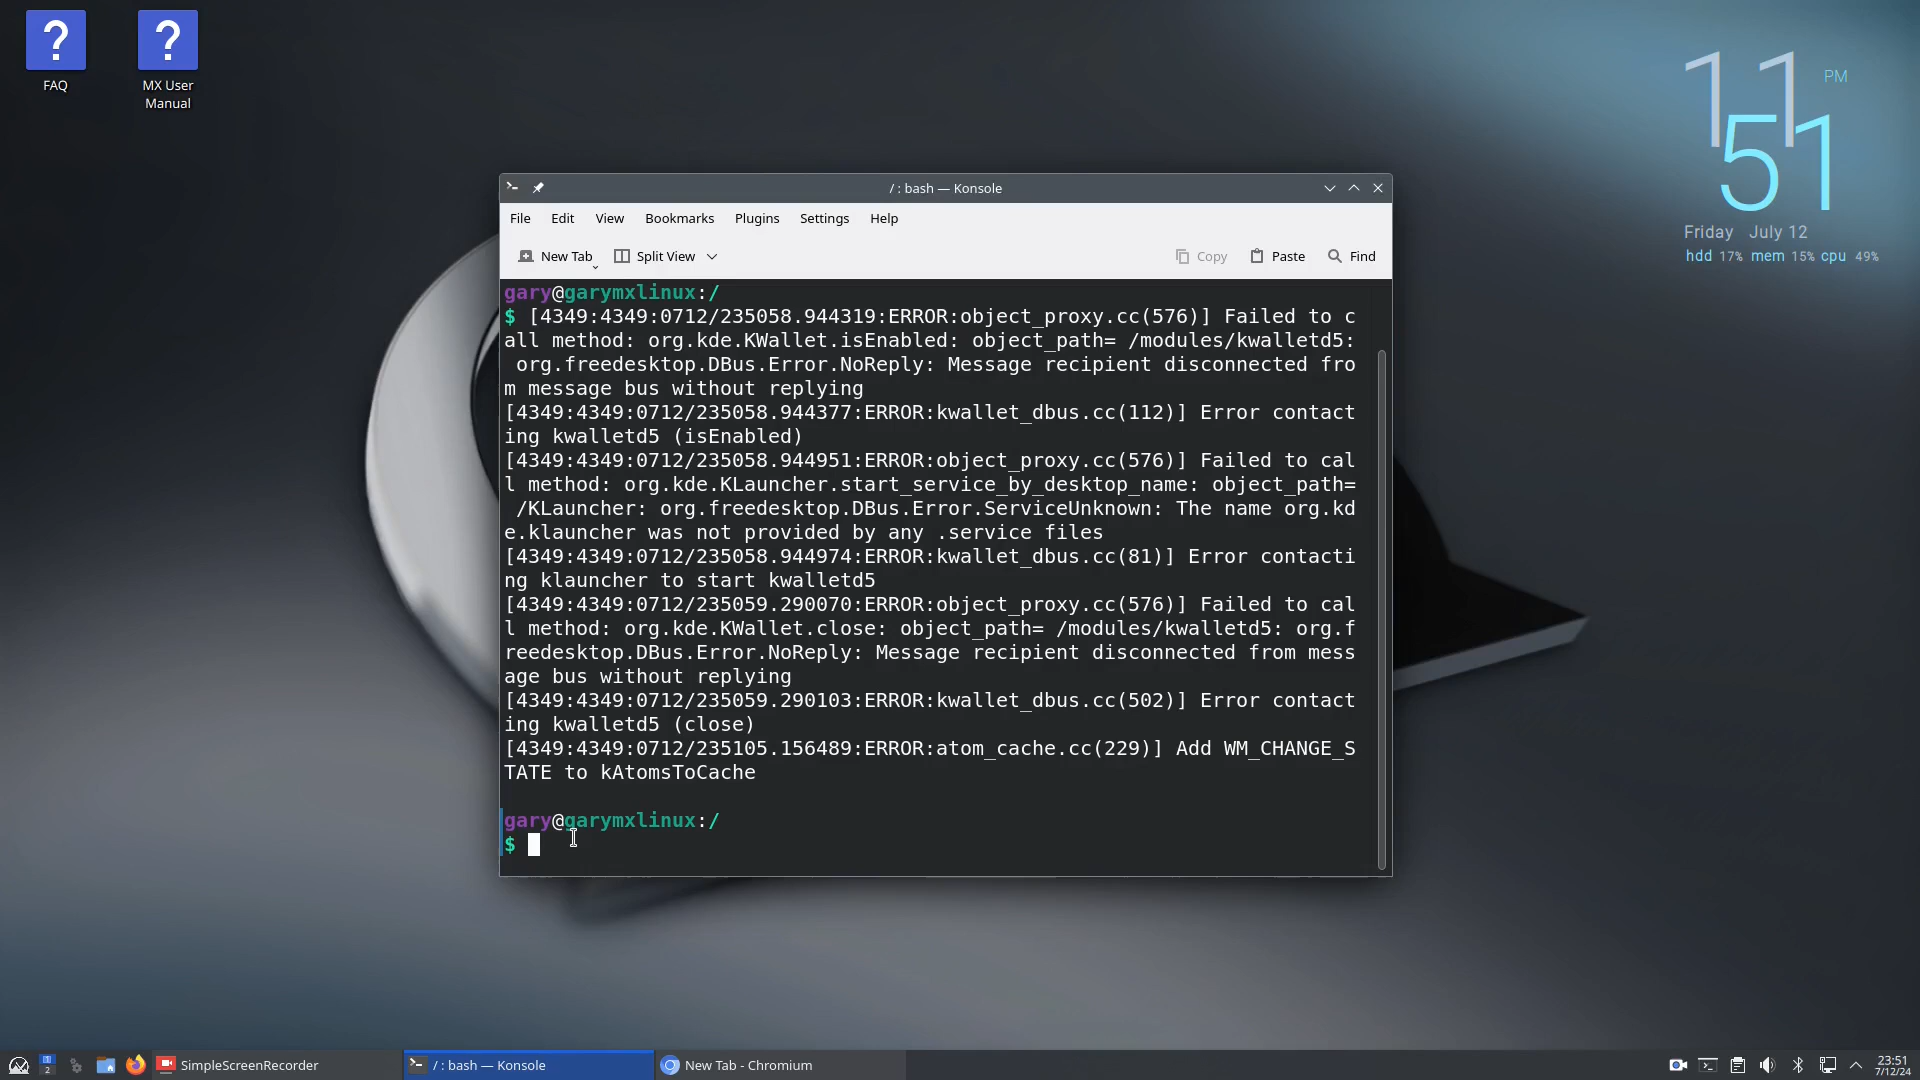 FAQ
MX User
Manual
11 PM
51
Friday July 12
hdd 17% mem 15% cpu 49%
/ : bash — Konsole
File Edit View Bookmarks Plugins Settings Help
New Tab Split View Copy Paste Find
gary@garymxlinux:/
$ [4349:4349:0712/235058.944319:ERROR:object_proxy.cc(576)] Failed to c
all method: org.kde.KWallet.isEnabled: object_path= /modules/kwalletd5:
 org.freedesktop.DBus.Error.NoReply: Message recipient disconnected fro
m message bus without replying
[4349:4349:0712/235058.944377:ERROR:kwallet_dbus.cc(112)] Error contact
ing kwalletd5 (isEnabled)
[4349:4349:0712/235058.944951:ERROR:object_proxy.cc(576)] Failed to cal
l method: org.kde.KLauncher.start_service_by_desktop_name: object_path=
 /KLauncher: org.freedesktop.DBus.Error.ServiceUnknown: The name org.kd
e.klauncher was not provided by any .service files
[4349:4349:0712/235058.944974:ERROR:kwallet_dbus.cc(81)] Error contacti
ng klauncher to start kwalletd5
[4349:4349:0712/235059.290070:ERROR:object_proxy.cc(576)] Failed to cal
l method: org.kde.KWallet.close: object_path= /modules/kwalletd5: org.f
reedesktop.DBus.Error.NoReply: Message recipient disconnected from mess
age bus without replying
[4349:4349:0712/235059.290103:ERROR:kwallet_dbus.cc(502)] Error contact
ing kwalletd5 (close)
[4349:4349:0712/235105.156489:ERROR:atom_cache.cc(229)] Add WM_CHANGE_S
TATE to kAtomsToCache
gary@garymxlinux:/
$
1
2
SimpleScreenRecorder / : bash — Konsole New Tab - Chromium
23:51
7/12/24